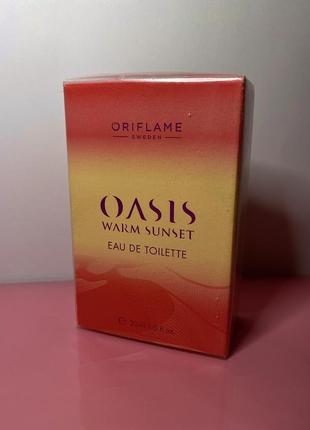 ORIFLAME
SWEDEN
OASIS
WARM SUNSET
EAU DE TOILETTE